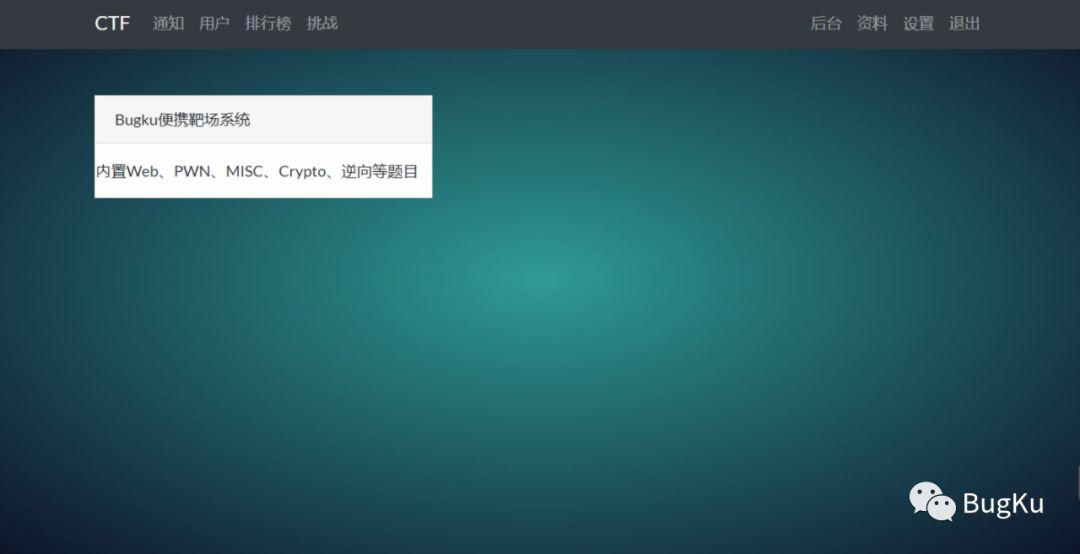 CTF 通知 用户 排行榜 挑战 后台 资料 设置 退出
Bugku便携靶场系统
内置Web、PWN、MISC、Crypto、逆向等题目
BugKu